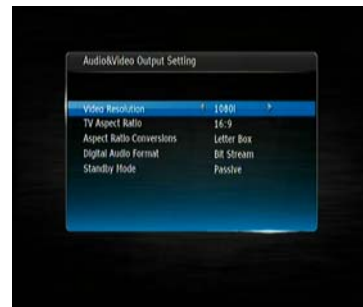 Audio&Video Output Setting
Video Resolution 1080i
TV Aspect Ratio 16:9
Aspect Ratio Conversions Letter Box
Digital Audio Format Bit Stream
Standby Mode Passive